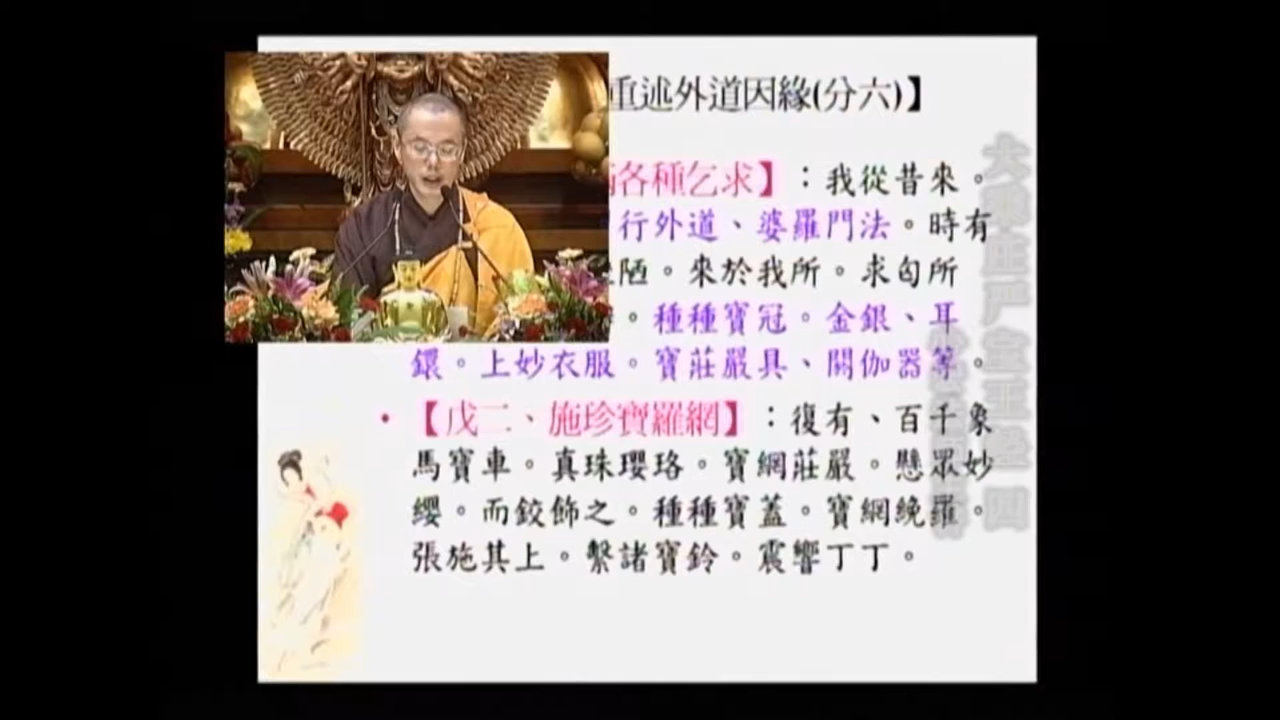 重述外道因緣(分六)】
各種乞求】：我從昔來。
行外道、婆羅門法。時有
陋。來於我所。求匃所
。種種寶冠。金銀、耳
鐶。上妙衣服。寶莊嚴具、閼伽器等。
•【戊二、施珍寶羅網】：復有、百千象
馬寶車。真珠瓔珞。寶網莊嚴。懸眾妙
纓。而鉸飾之。種種寶蓋。寶網綩羅。
張施其上。繫諸寶鈴。震響丁丁。